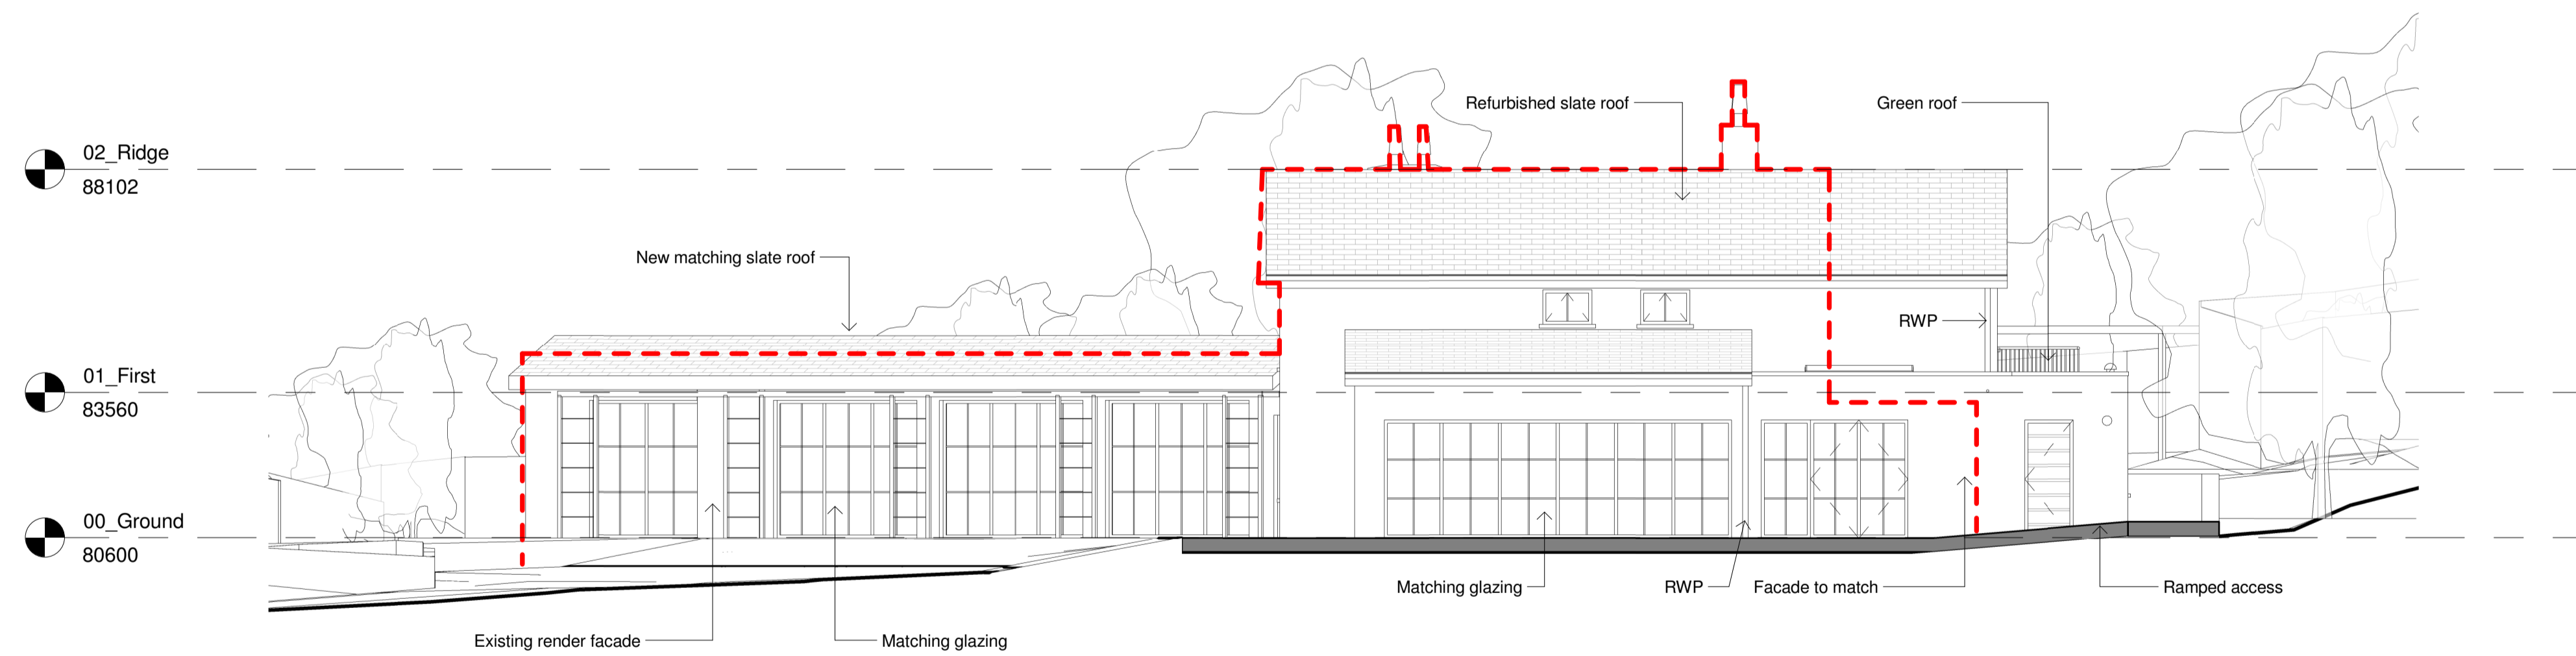 Refurbished slate roof
Green roof
02_Ridge
88102
New matching slate roof
RWP
01_First
83560
00_Ground
80600
Matching glazing
RWP
Facade to match
Ramped access
Existing render facade
Matching glazing